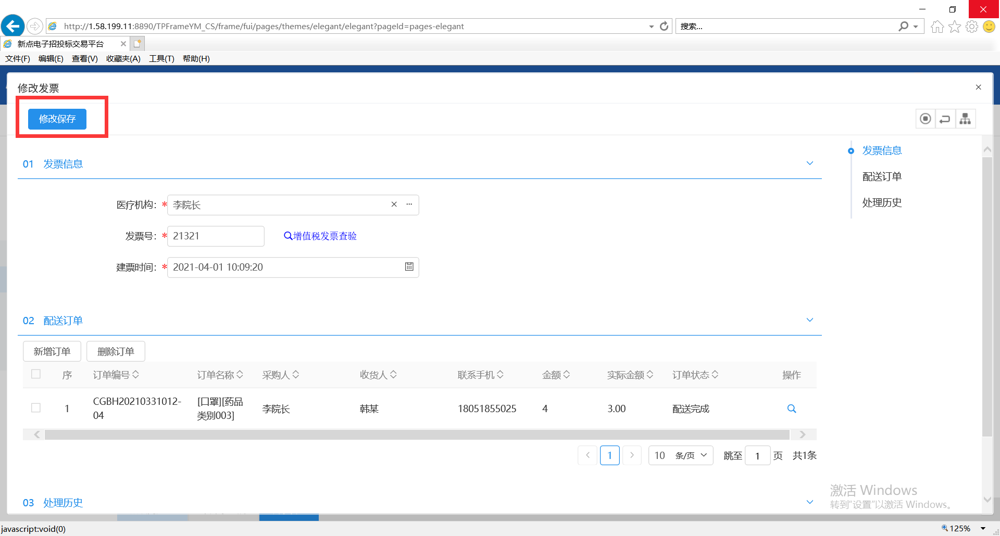 http://1.58.199.11:8890/TPFrameYM_CS/frame/fui/pages/themes/elegant/elegant?pageId=pages-elegant
搜索...
新点电子招投标交易平台
文件(F) 编辑(E) 查看(V) 收藏夹(A) 工具(T) 帮助(H)
修改发票
修改保存
01 发票信息
医疗机构: * 李院长
发票号: * 21321 增值税发票查验
建票时间: * 2021-04-01 10:09:20
发票信息
配送订单
处理历史
02 配送订单
新增订单 删除订单
序 订单编号 订单名称 采购人 收货人 联系手机 金额 实际金额 订单状态 操作
1 CGBH20210331012-04 [口罩][药品类别003] 李院长 韩某 18051855025 4 3.00 配送完成
1 10 条/页 跳至 1 页 共1条
03 处理历史
激活 Windows
转到“设置”以激活 Windows。
javascript:void(0)
125%